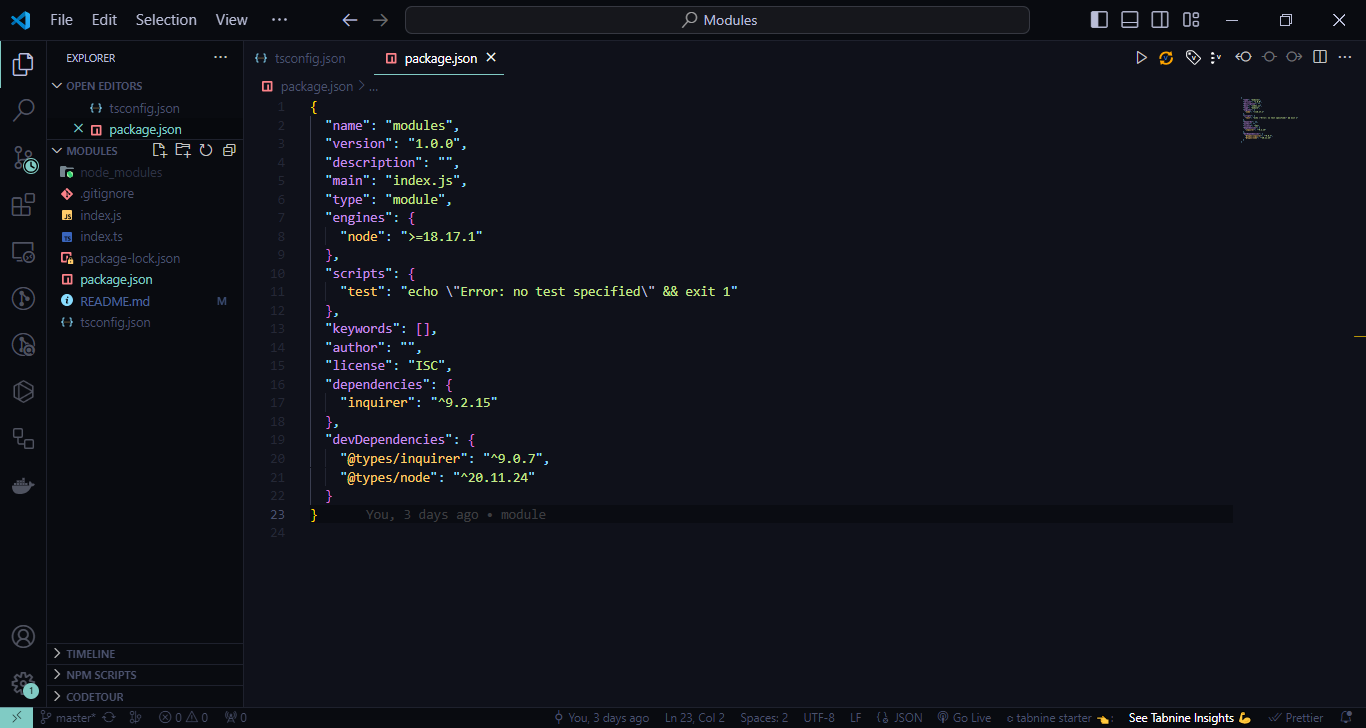 File Edit Selection View ··· Modules
EXPLORER ···
OPEN EDITORS
tsconfig.json
package.json
MODULES
node_modules
.gitignore
index.js
index.ts
package-lock.json
package.json
README.md M
tsconfig.json
TIMELINE
NPM SCRIPTS
CODETOUR
tsconfig.json package.json
package.json > ...
1 {
2 "name": "modules",
3 "version": "1.0.0",
4 "description": "",
5 "main": "index.js",
6 "type": "module",
7 "engines": {
8 "node": ">=18.17.1"
9 },
10 "scripts": {
11 "test": "echo \"Error: no test specified\" && exit 1"
12 },
13 "keywords": [],
14 "author": "",
15 "license": "ISC",
16 "dependencies": {
17 "inquirer": "^9.2.15"
18 },
19 "devDependencies": {
20 "@types/inquirer": "^9.0.7",
21 "@types/node": "^20.11.24"
22 }
23 } You, 3 days ago • module
24
1
master* 0 0 0 You, 3 days ago Ln 23, Col 2 Spaces: 2 UTF-8 LF {} JSON Go Live tabnine starter See Tabnine Insights Prettier